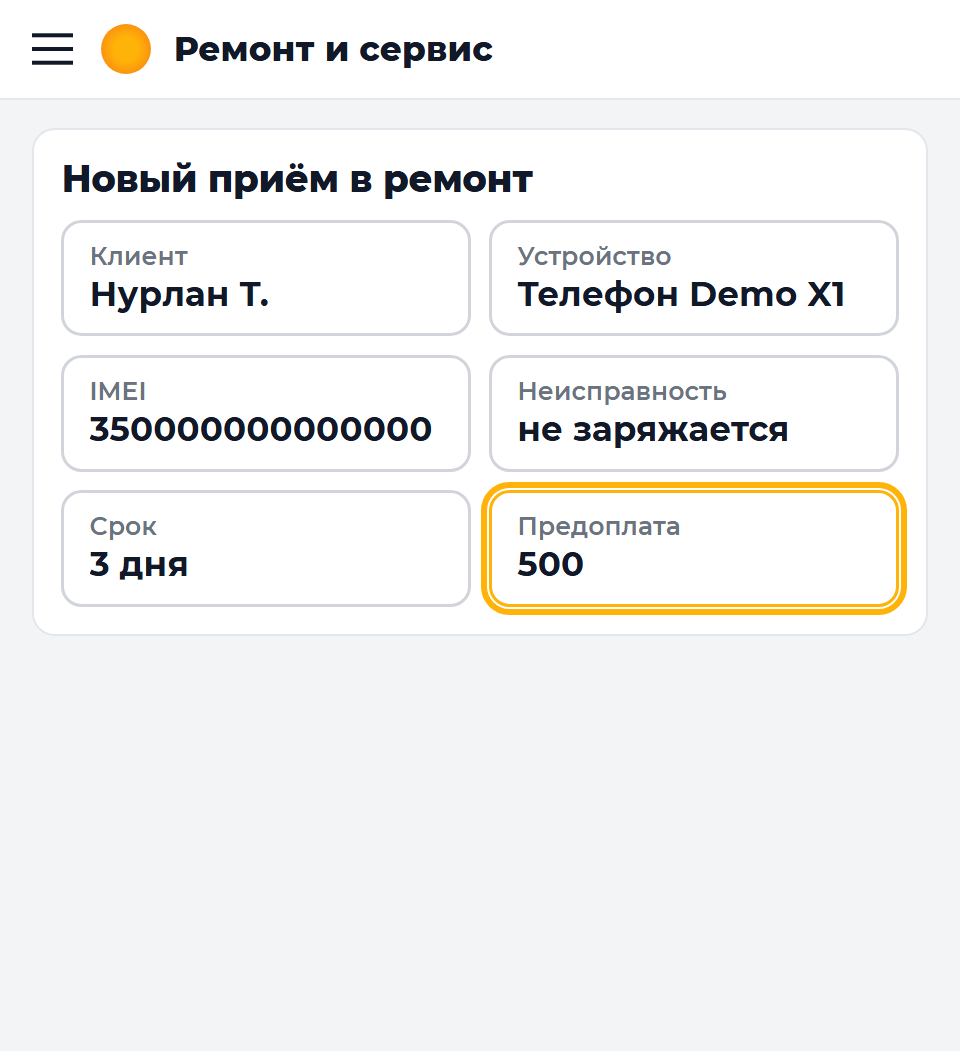 Ремонт и сервис
Новый приём в ремонт
Клиент
Нурлан Т.
Устройство
Телефон Demo X1
IMEI
350000000000000
Неисправность
не заряжается
Срок
3 дня
Предоплата
500